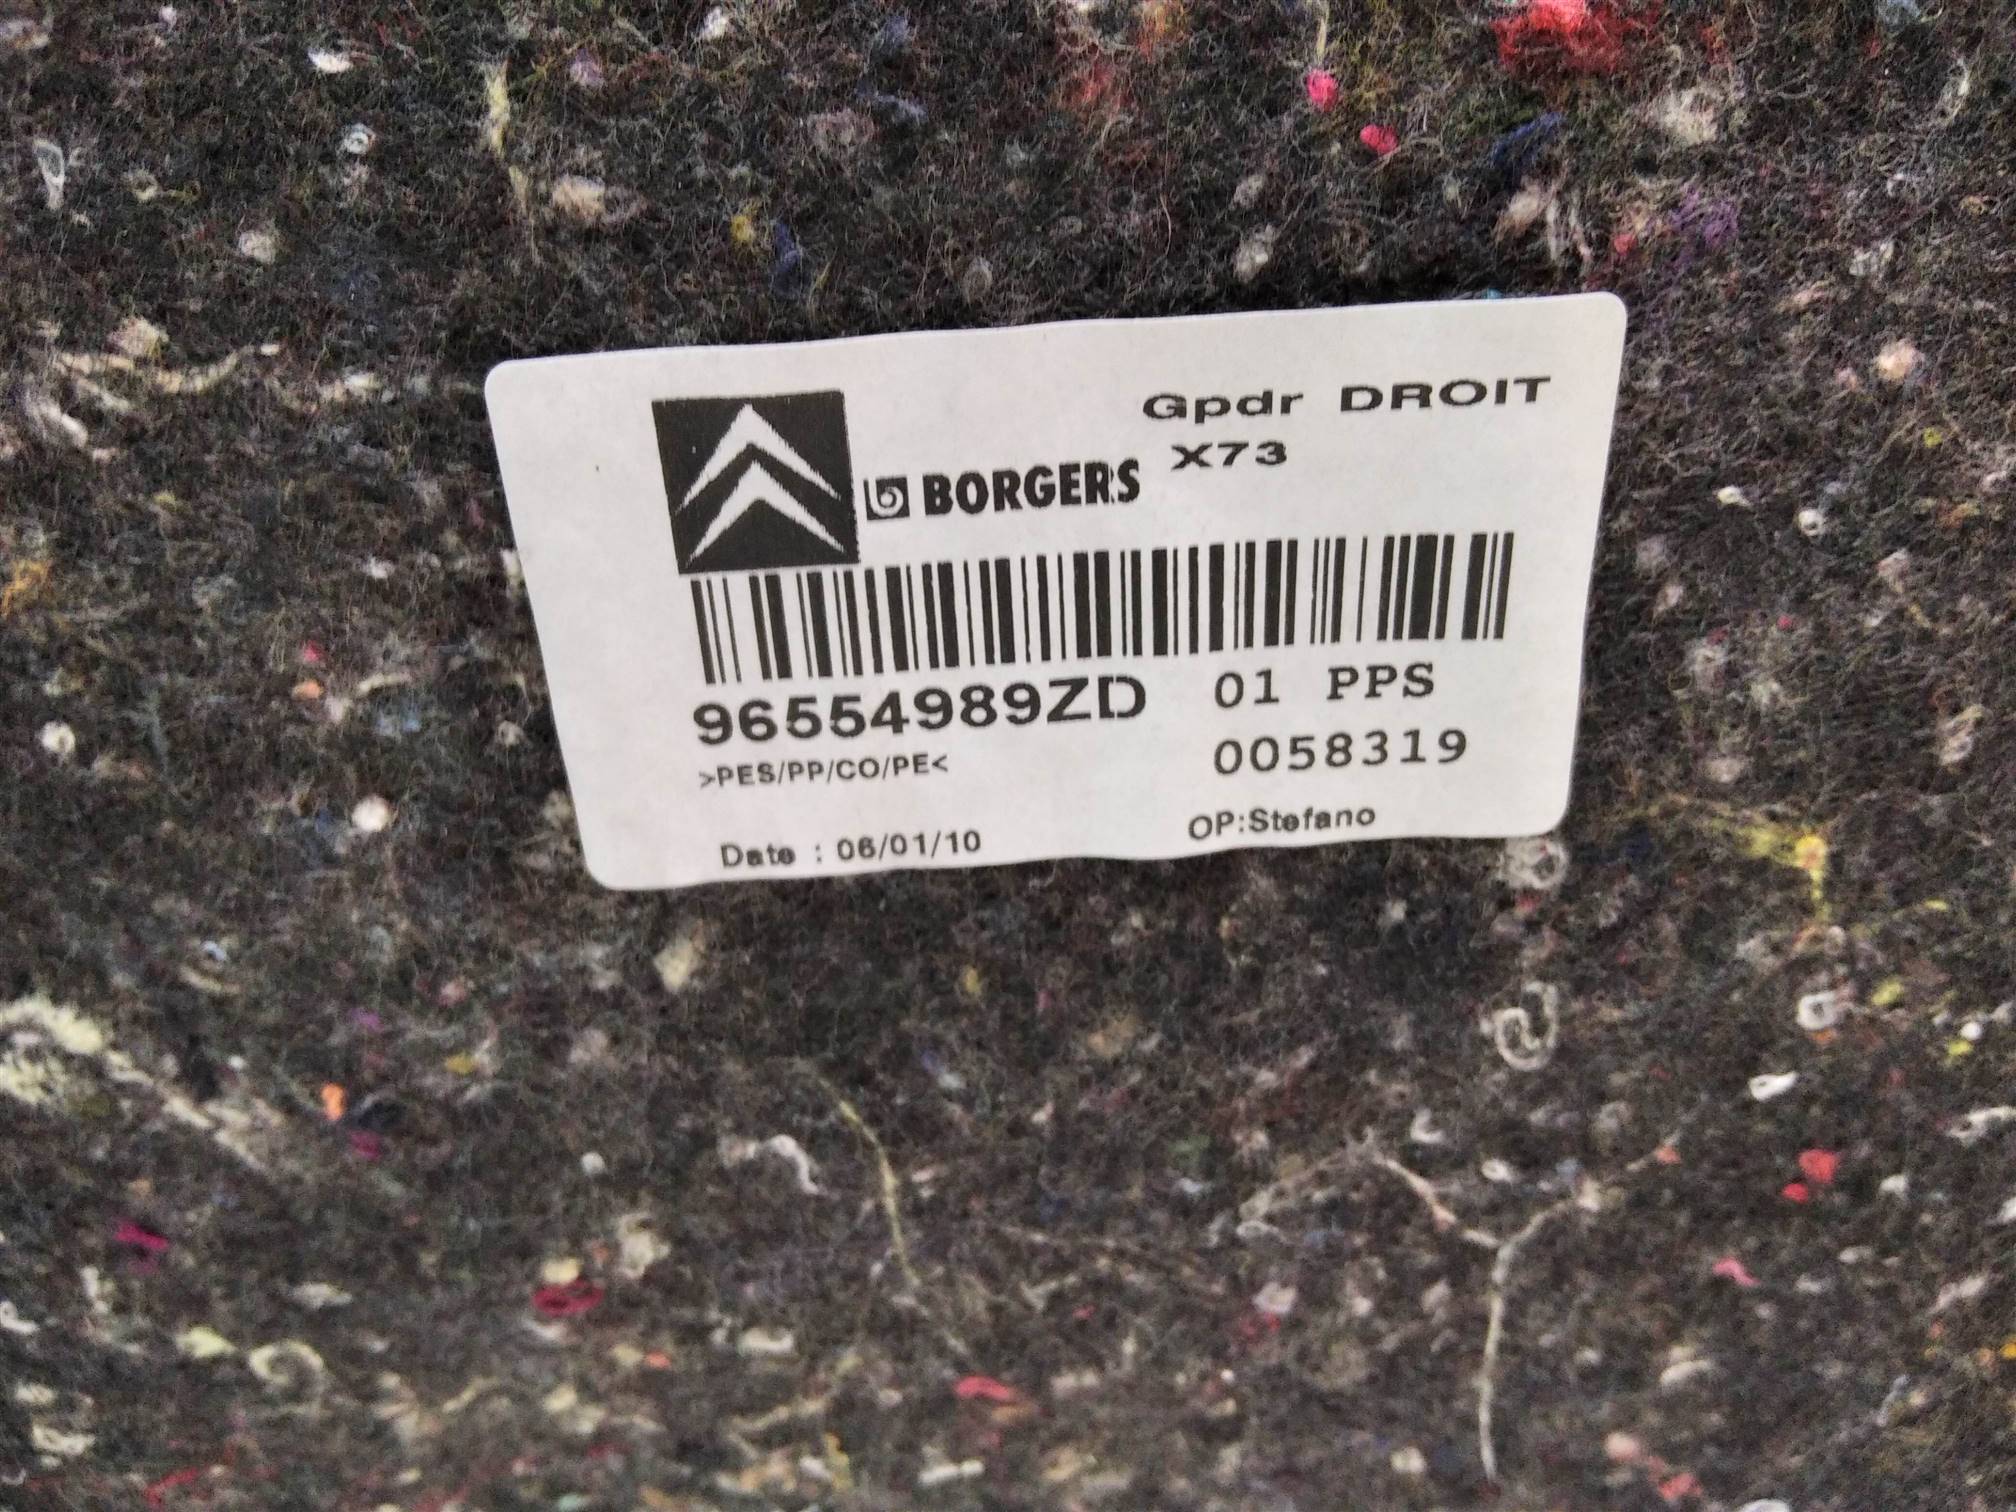 Gpdr DROIT
BORGERS X73
96554989ZD 01 PPS
>PES/PP/CO/PE< 0058319
Date : 06/01/10 OP:Stefano